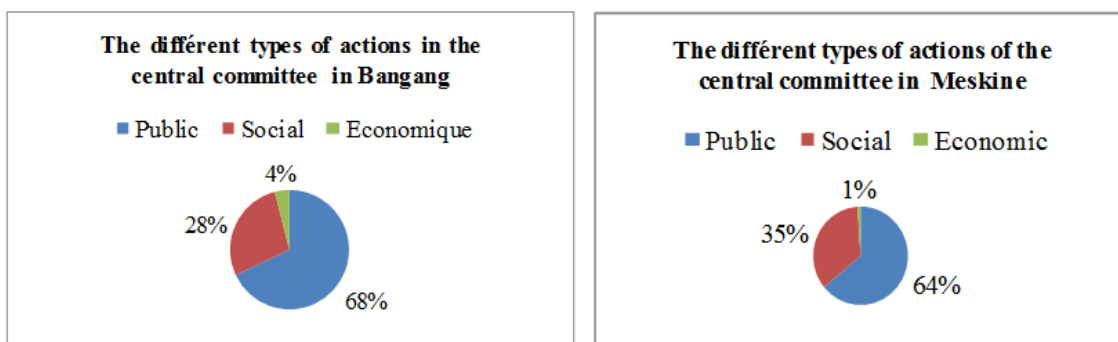 The différent types of actions in the
central committee in Bangang
Public Social Economique
4%
28%
68%
The différent types of actions of the
central committee in Meskine
Public Social Economic
1%
35%
64%